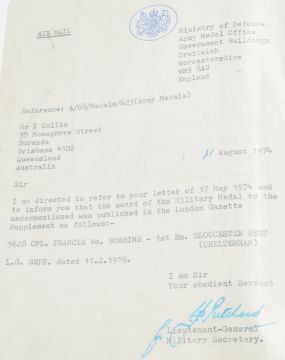 AIR MAIL
Ministry of Defence
Army Medal Office
Government Buildings
Droitwich
Worcestershire
WR9 8AU
England
Reference: A/68/Medals/623(Army Medals)
Mr K Collis
55 Mossgrove Street
Buranda
Brisbane 4102
Queensland
Australia
August 1974
Sir
I am directed to refer to your letter of 17 May 1974 and
to inform you that the award of the Military Medal to the
undermentioned was published in the London Gazette
Supplement as follows:-
5628 CPL. FRANCIS Wm. ROBBINS - 1st Bn. GLOUCESTER REGT
(CHELTENHAM)
L.G. SUPP. dated 11.2.1919.
I am Sir
Your obedient Servant
Lieutenant-General
Military Secretary.